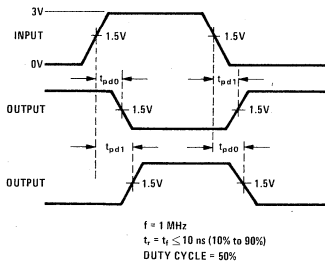 3V
INPUT
1.5V
1.5V
0V
tpd0
tpd1
OUTPUT
1.5V
1.5V
tpd1
tpd0
OUTPUT
1.5V
1.5V
f = 1 MHz
tr = tf ≤ 10 ns (10% to 90%)
DUTY CYCLE = 50%